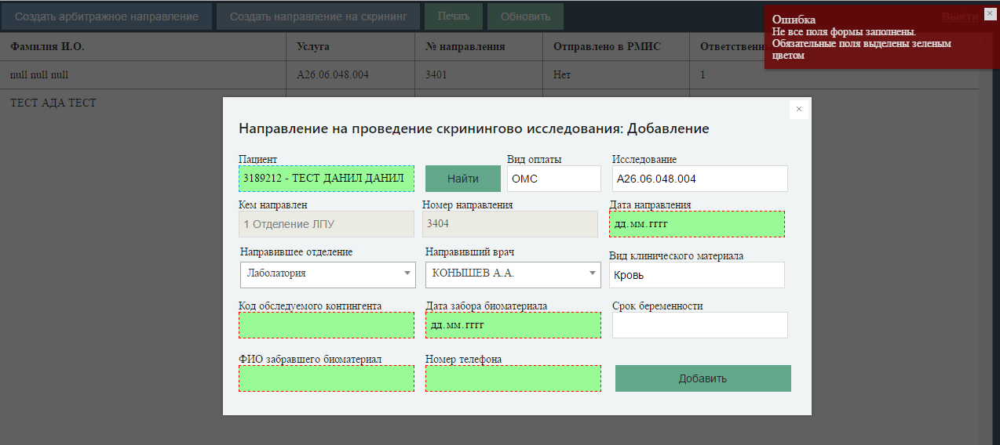 Создать арбитражное направление Создать направление на скрининг Печать Обновить Выйти
Ошибка
Не все поля формы заполнены.
Обязательные поля выделены зеленым
цветом
Фамилия И.О. Услуга № направления Отправлено в РМИС
null null null A26.06.048.004 3401 Нет 1
ТЕСТ АДА ТЕСТ
Направление на проведение скринингово исследования: Добавление
Пациент Вид оплаты Исследование
3189212 - ТЕСТ ДАНИЛ ДАНИЛ Найти ОМС A26.06.048.004
Кем направлен Номер направления Дата направления
1 Отделение ЛПУ 3404 дд.мм.гггг
Направившее отделение Направивший врач Вид клинического материала
Лаболатория КОНЫШЕВ А.А. Кровь
Код обследуемого контингента Дата забора биоматериала Срок беременности
дд.мм.гггг
ФИО забравшего биоматериал Номер телефона
Добавить